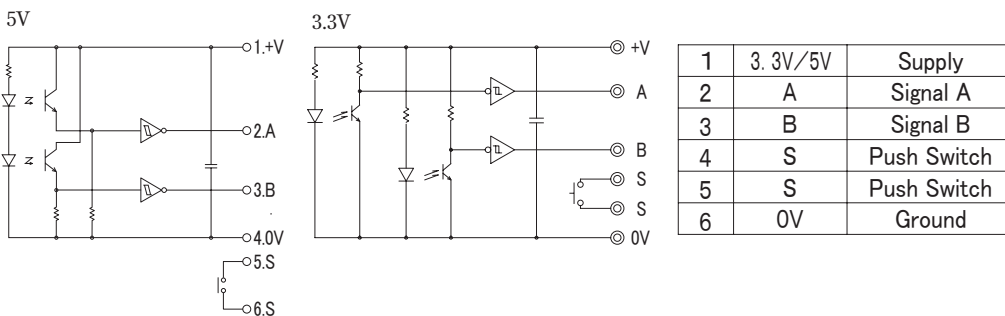 5V
1.+V
2.A
3.B
4.0V
5.S
6.S
3.3V
+V
A
B
S
S
0V
1 3.3V/5V Supply
2 A Signal A
3 B Signal B
4 S Push Switch
5 S Push Switch
6 0V Ground